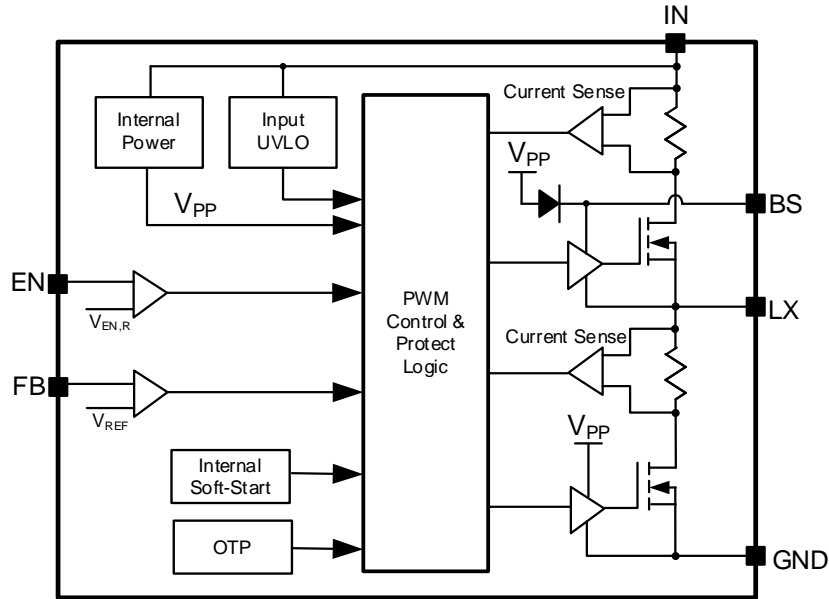 IN
Internal
Power
Input
UVLO
Current Sense
VPP
BS
VPP
EN
VEN,R
PWM
Control &
Protect
Logic
LX
Current Sense
FB
VREF
VPP
Internal
Soft-Start
OTP
GND